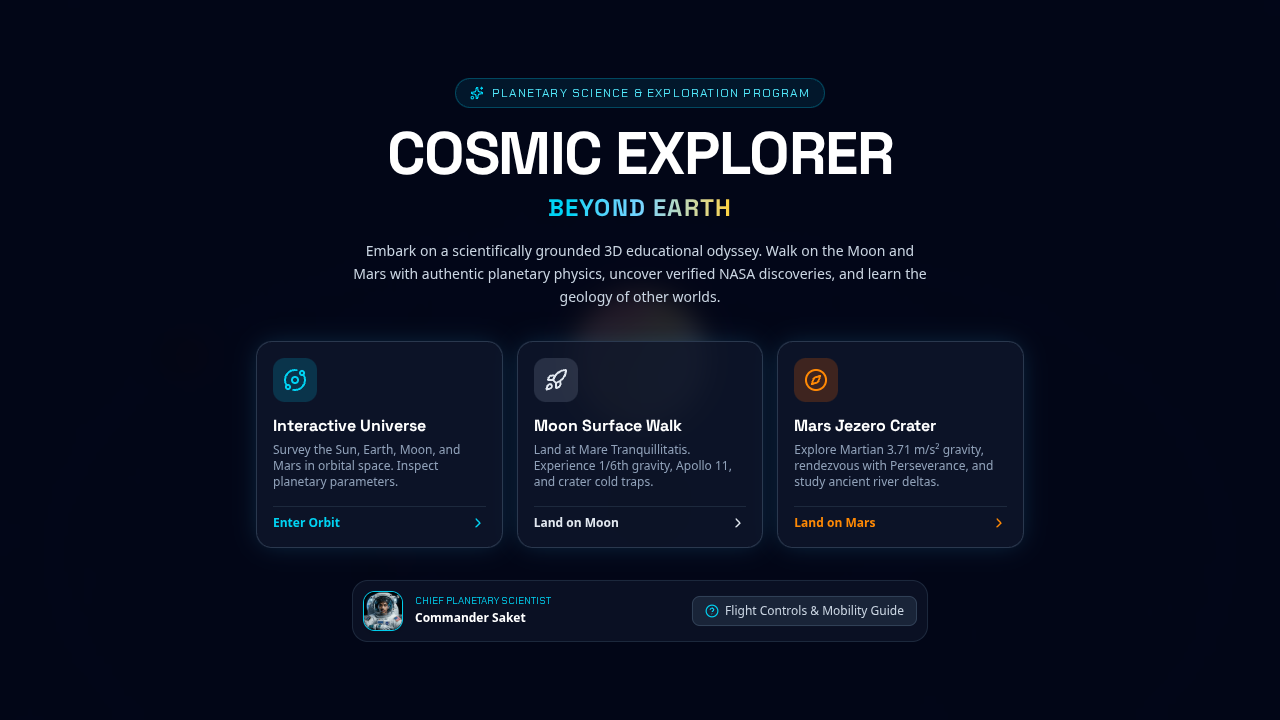 PLANETARY SCIENCE & EXPLORATION PROGRAM
COSMIC EXPLORER
BEYOND EARTH
Embark on a scientifically grounded 3D educational odyssey. Walk on the Moon and
Mars with authentic planetary physics, uncover verified NASA discoveries, and learn the
geology of other worlds.
Interactive Universe
Survey the Sun, Earth, Moon, and
Mars in orbital space. Inspect
planetary parameters.
Enter Orbit
Moon Surface Walk
Land at Mare Tranquillitatis.
Experience 1/6th gravity, Apollo 11,
and crater cold traps.
Land on Moon
Mars Jezero Crater
Explore Martian 3.71 m/s² gravity,
rendezvous with Perseverance, and
study ancient river deltas.
Land on Mars
CHIEF PLANETARY SCIENTIST
Commander Saket
Flight Controls & Mobility Guide